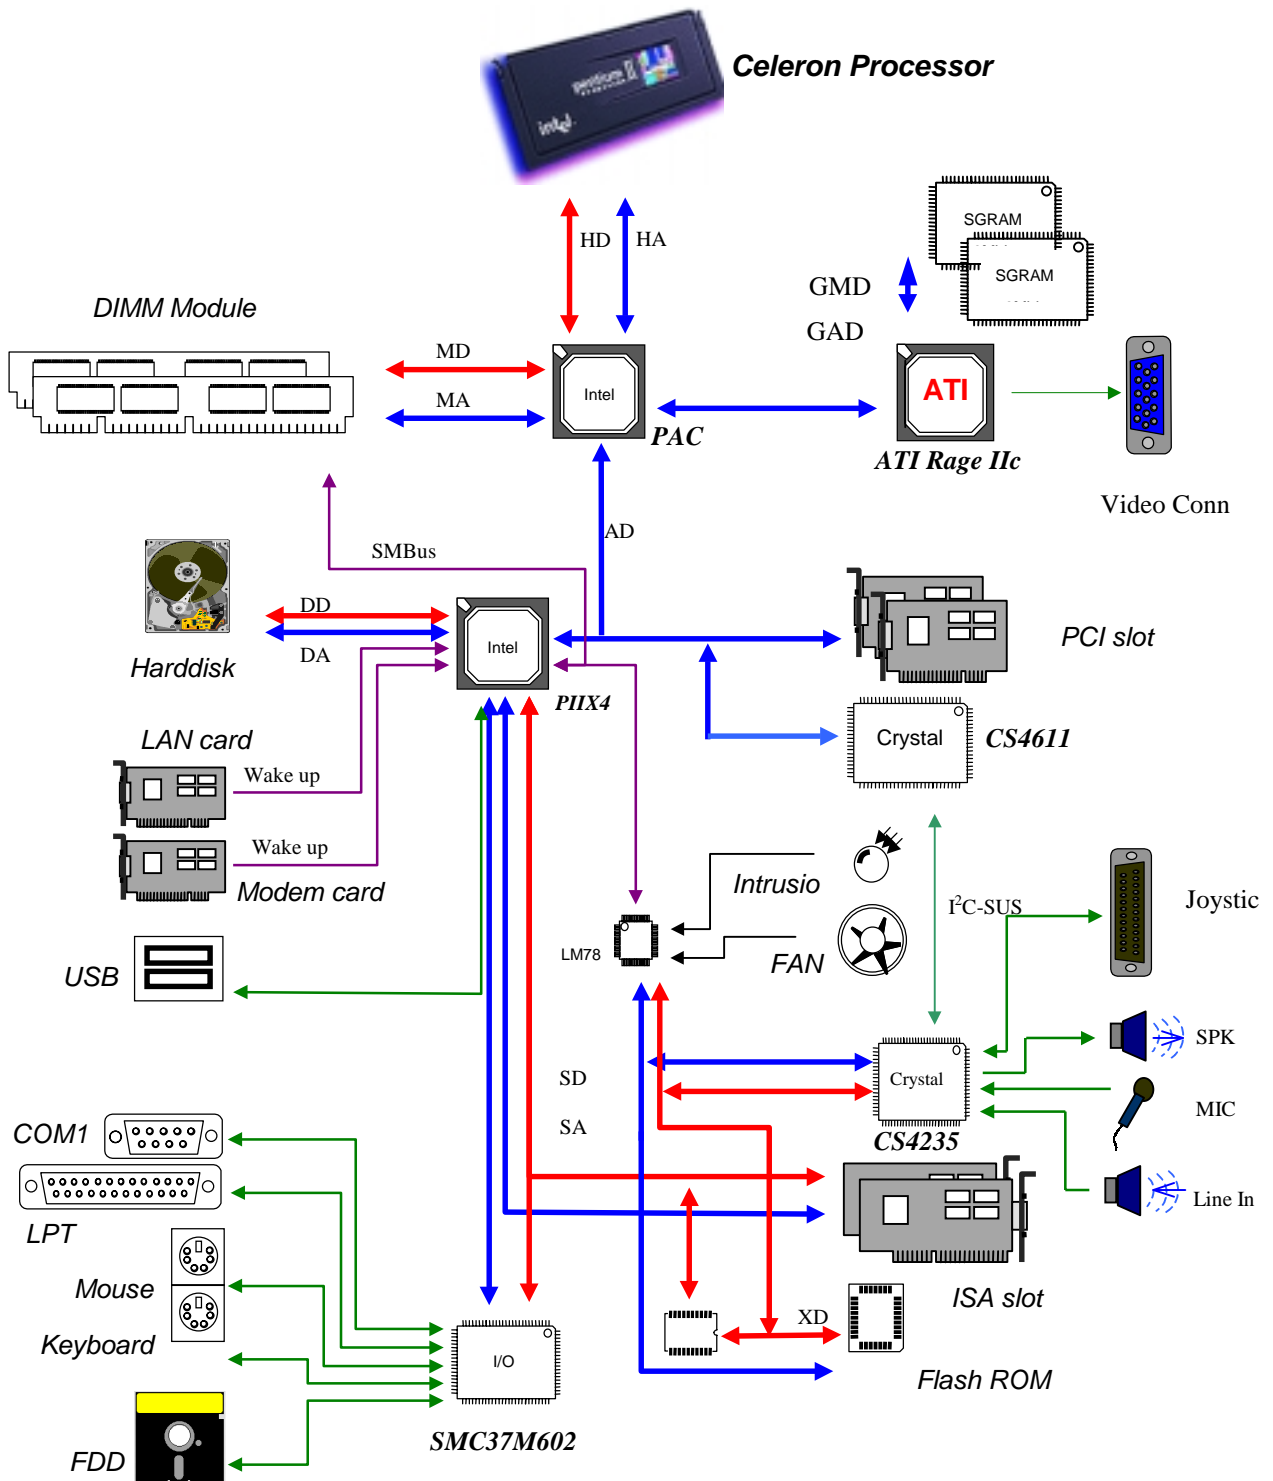 Celeron Processor
pentium II
intel
HD
HA
SGRAM
SGRAM
GMD
GAD
DIMM Module
MD
MA
Intel
PAC
ATI
ATI Rage IIc
Video Conn
AD
SMBus
DD
DA
Harddisk
Intel
PIIX4
PCI slot
Crystal
CS4611
LAN card
Wake up
Wake up
Modem card
Intrusio
I²C-SUS
Joystic
LM78
FAN
USB
SPK
SD
Crystal
MIC
SA
CS4235
COM1
Line In
LPT
Mouse
ISA slot
XD
Keyboard
I/O
Flash ROM
SMC37M602
FDD